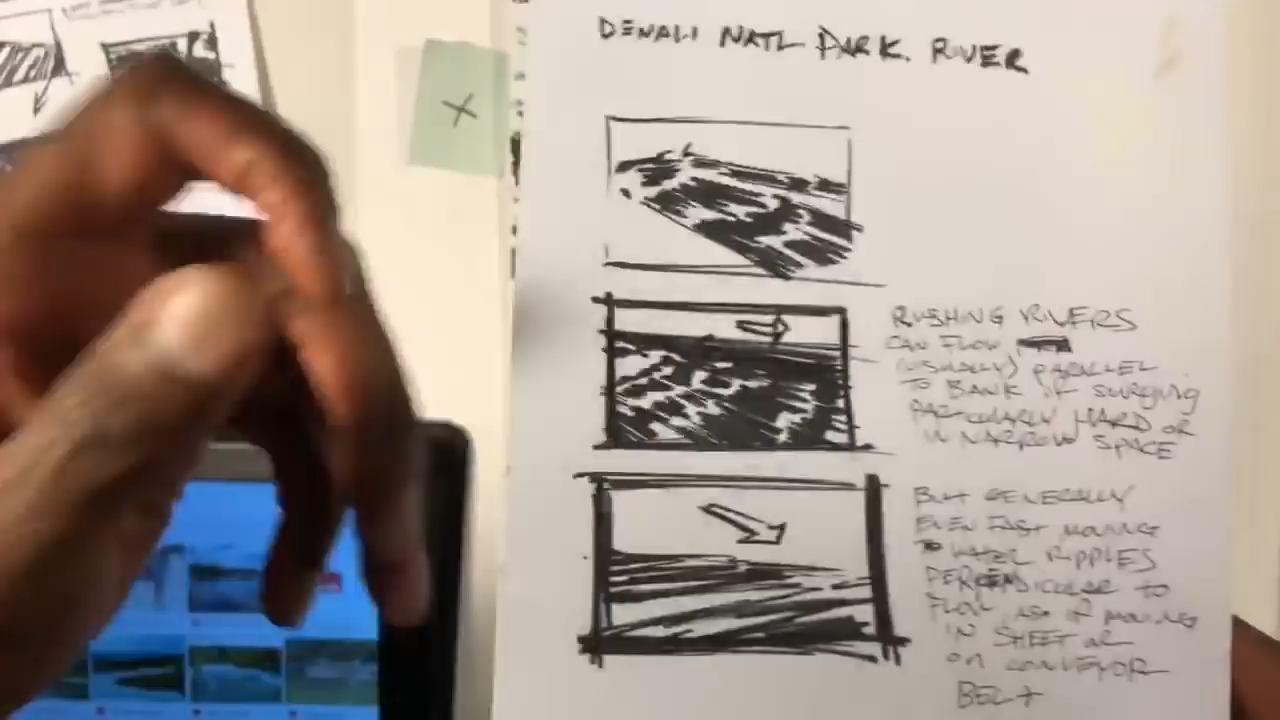 DENALI NATL PARK. RIVER
RUSHING RIVERS
CAN FLOW
(USUALLY) PARALLEL
TO BANK IF SURGING
PARTICULARLY HARD OR
IN NARROW SPACE
BUT GENERALLY
EVEN FAST MOVING
WATER RIPPLES
PERPENDICULAR TO
FLOW, AS IF MOVING
IN SHEET OR
ON CONVEYOR
BELT